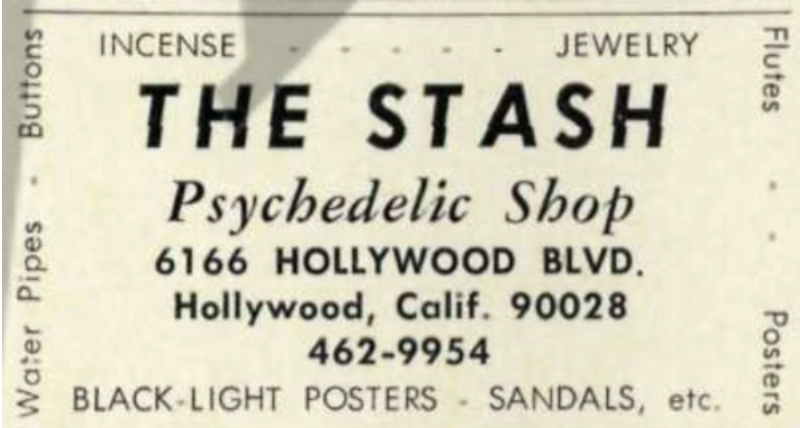 INCENSE - - - - - - JEWELRY
THE STASH
Psychedelic Shop
6166 HOLLYWOOD BLVD.
Hollywood, Calif. 90028
462-9954
BLACK-LIGHT POSTERS - SANDALS, etc.
Water Pipes - Buttons
Flutes - - Posters